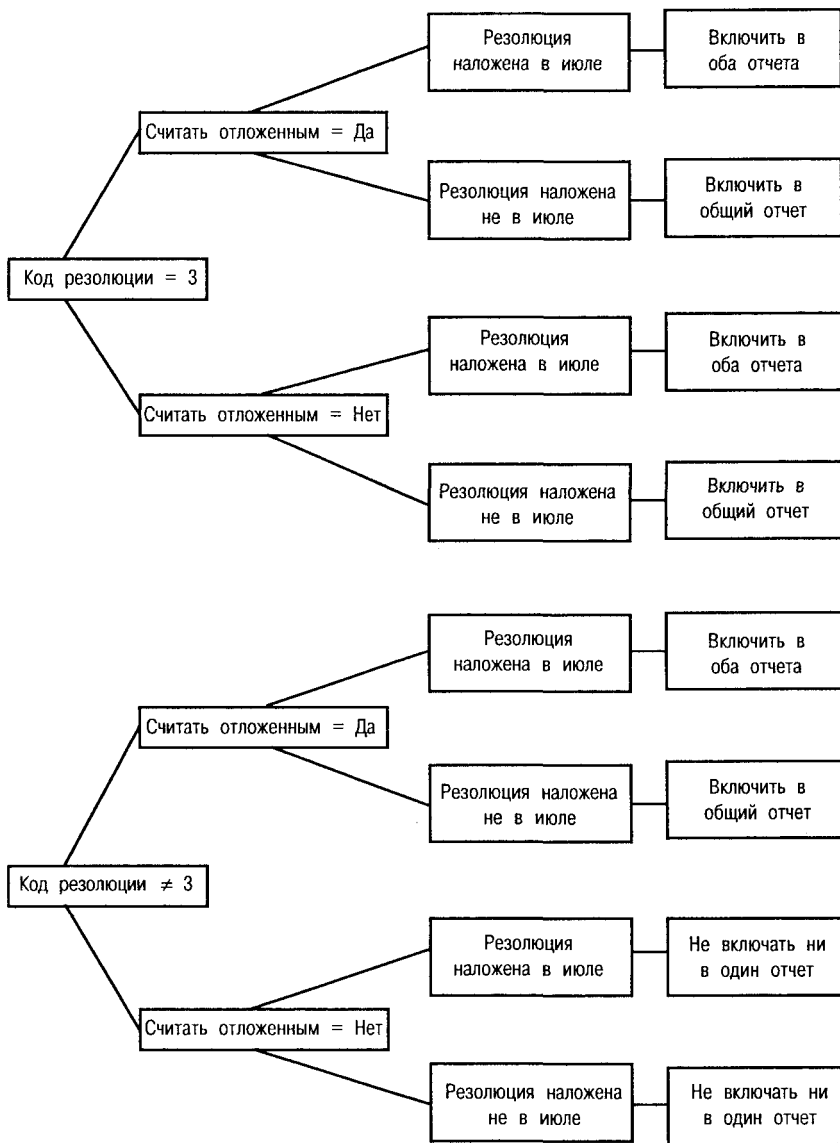 Резолюция
наложена в июле
Включить в
оба отчета
Считать отложенным = Да
Резолюция наложена
не в июле
Включить в
общий отчет
Код резолюции = 3
Резолюция
наложена в июле
Включить в
оба отчета
Считать отложенным = Нет
Резолюция наложена
не в июле
Включить в
общий отчет
Резолюция
наложена в июле
Включить в
оба отчета
Считать отложенным = Да
Резолюция наложена
не в июле
Включить в
общий отчет
Код резолюции ≠ 3
Резолюция
наложена в июле
Не включать ни
в один отчет
Считать отложенным = Нет
Резолюция наложена
не в июле
Не включать ни
в один отчет